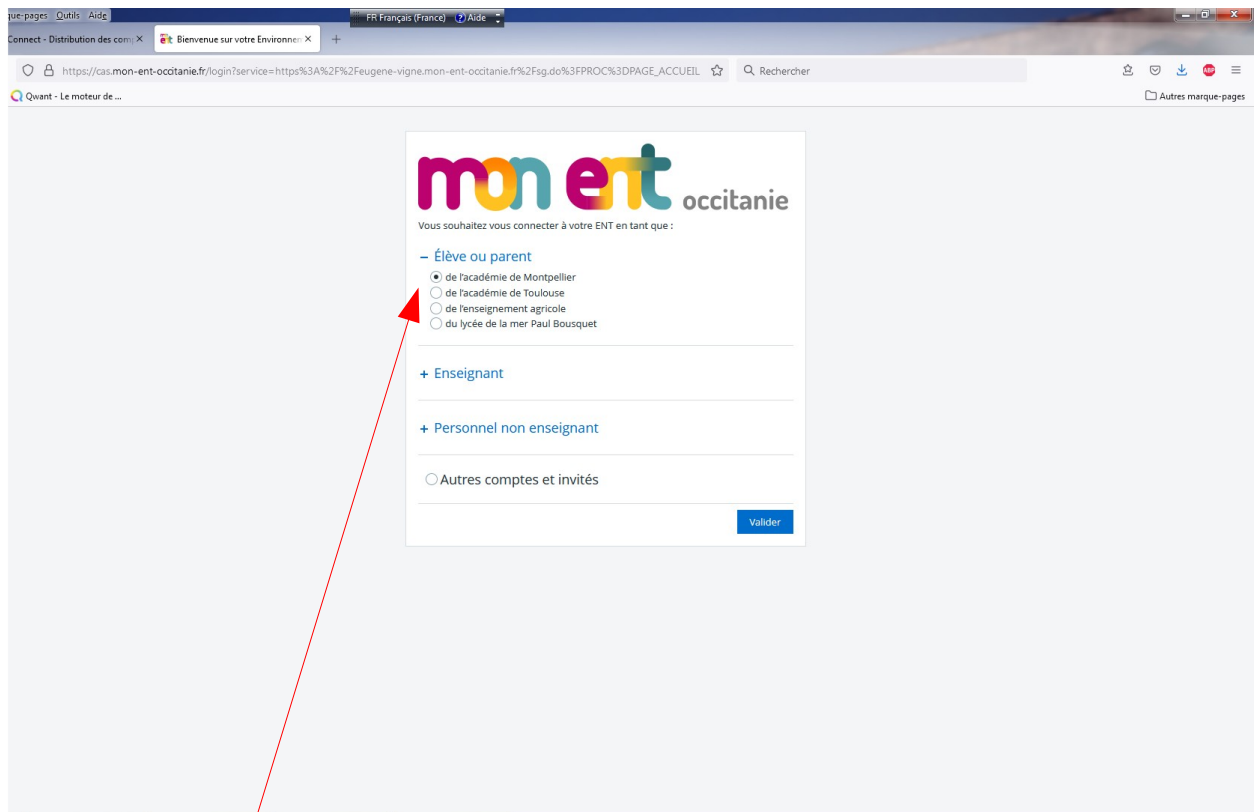 que-pages Outils Aide
FR Français (France) ? Aide
Connect - Distribution des com
Bienvenue sur votre Environnem
https://cas.mon-ent-occitanie.fr/login?service=https%3A%2F%2Feugene-vigne.mon-ent-occitanie.fr%2Fsg.do%3FPROC%3DPAGE_ACCUEIL
Rechercher
ABP
Qwant - Le moteur de ...
Autres marque-pages
mon ent occitanie
Vous souhaitez vous connecter à votre ENT en tant que :
– Élève ou parent
de l'académie de Montpellier
de l'académie de Toulouse
de l'enseignement agricole
du lycée de la mer Paul Bousquet
+ Enseignant
+ Personnel non enseignant
Autres comptes et invités
Valider